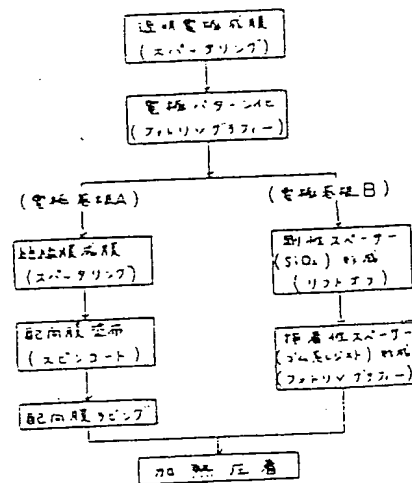 透明電極成膜
(スパータリング)
電極パターン化
(フォトリソグラフィー)
(電極基板A)
(電極基板B)
絶縁膜成膜
(スパータリング)
剛性スペーサー
(SiO₂) 形成
(リフトオフ)
配向膜塗布
(スピンコート)
接着性スペーサー
(ゴム系レジスト) 形成
(フォトリソグラフィー)
配向膜ラビング
加熱圧着